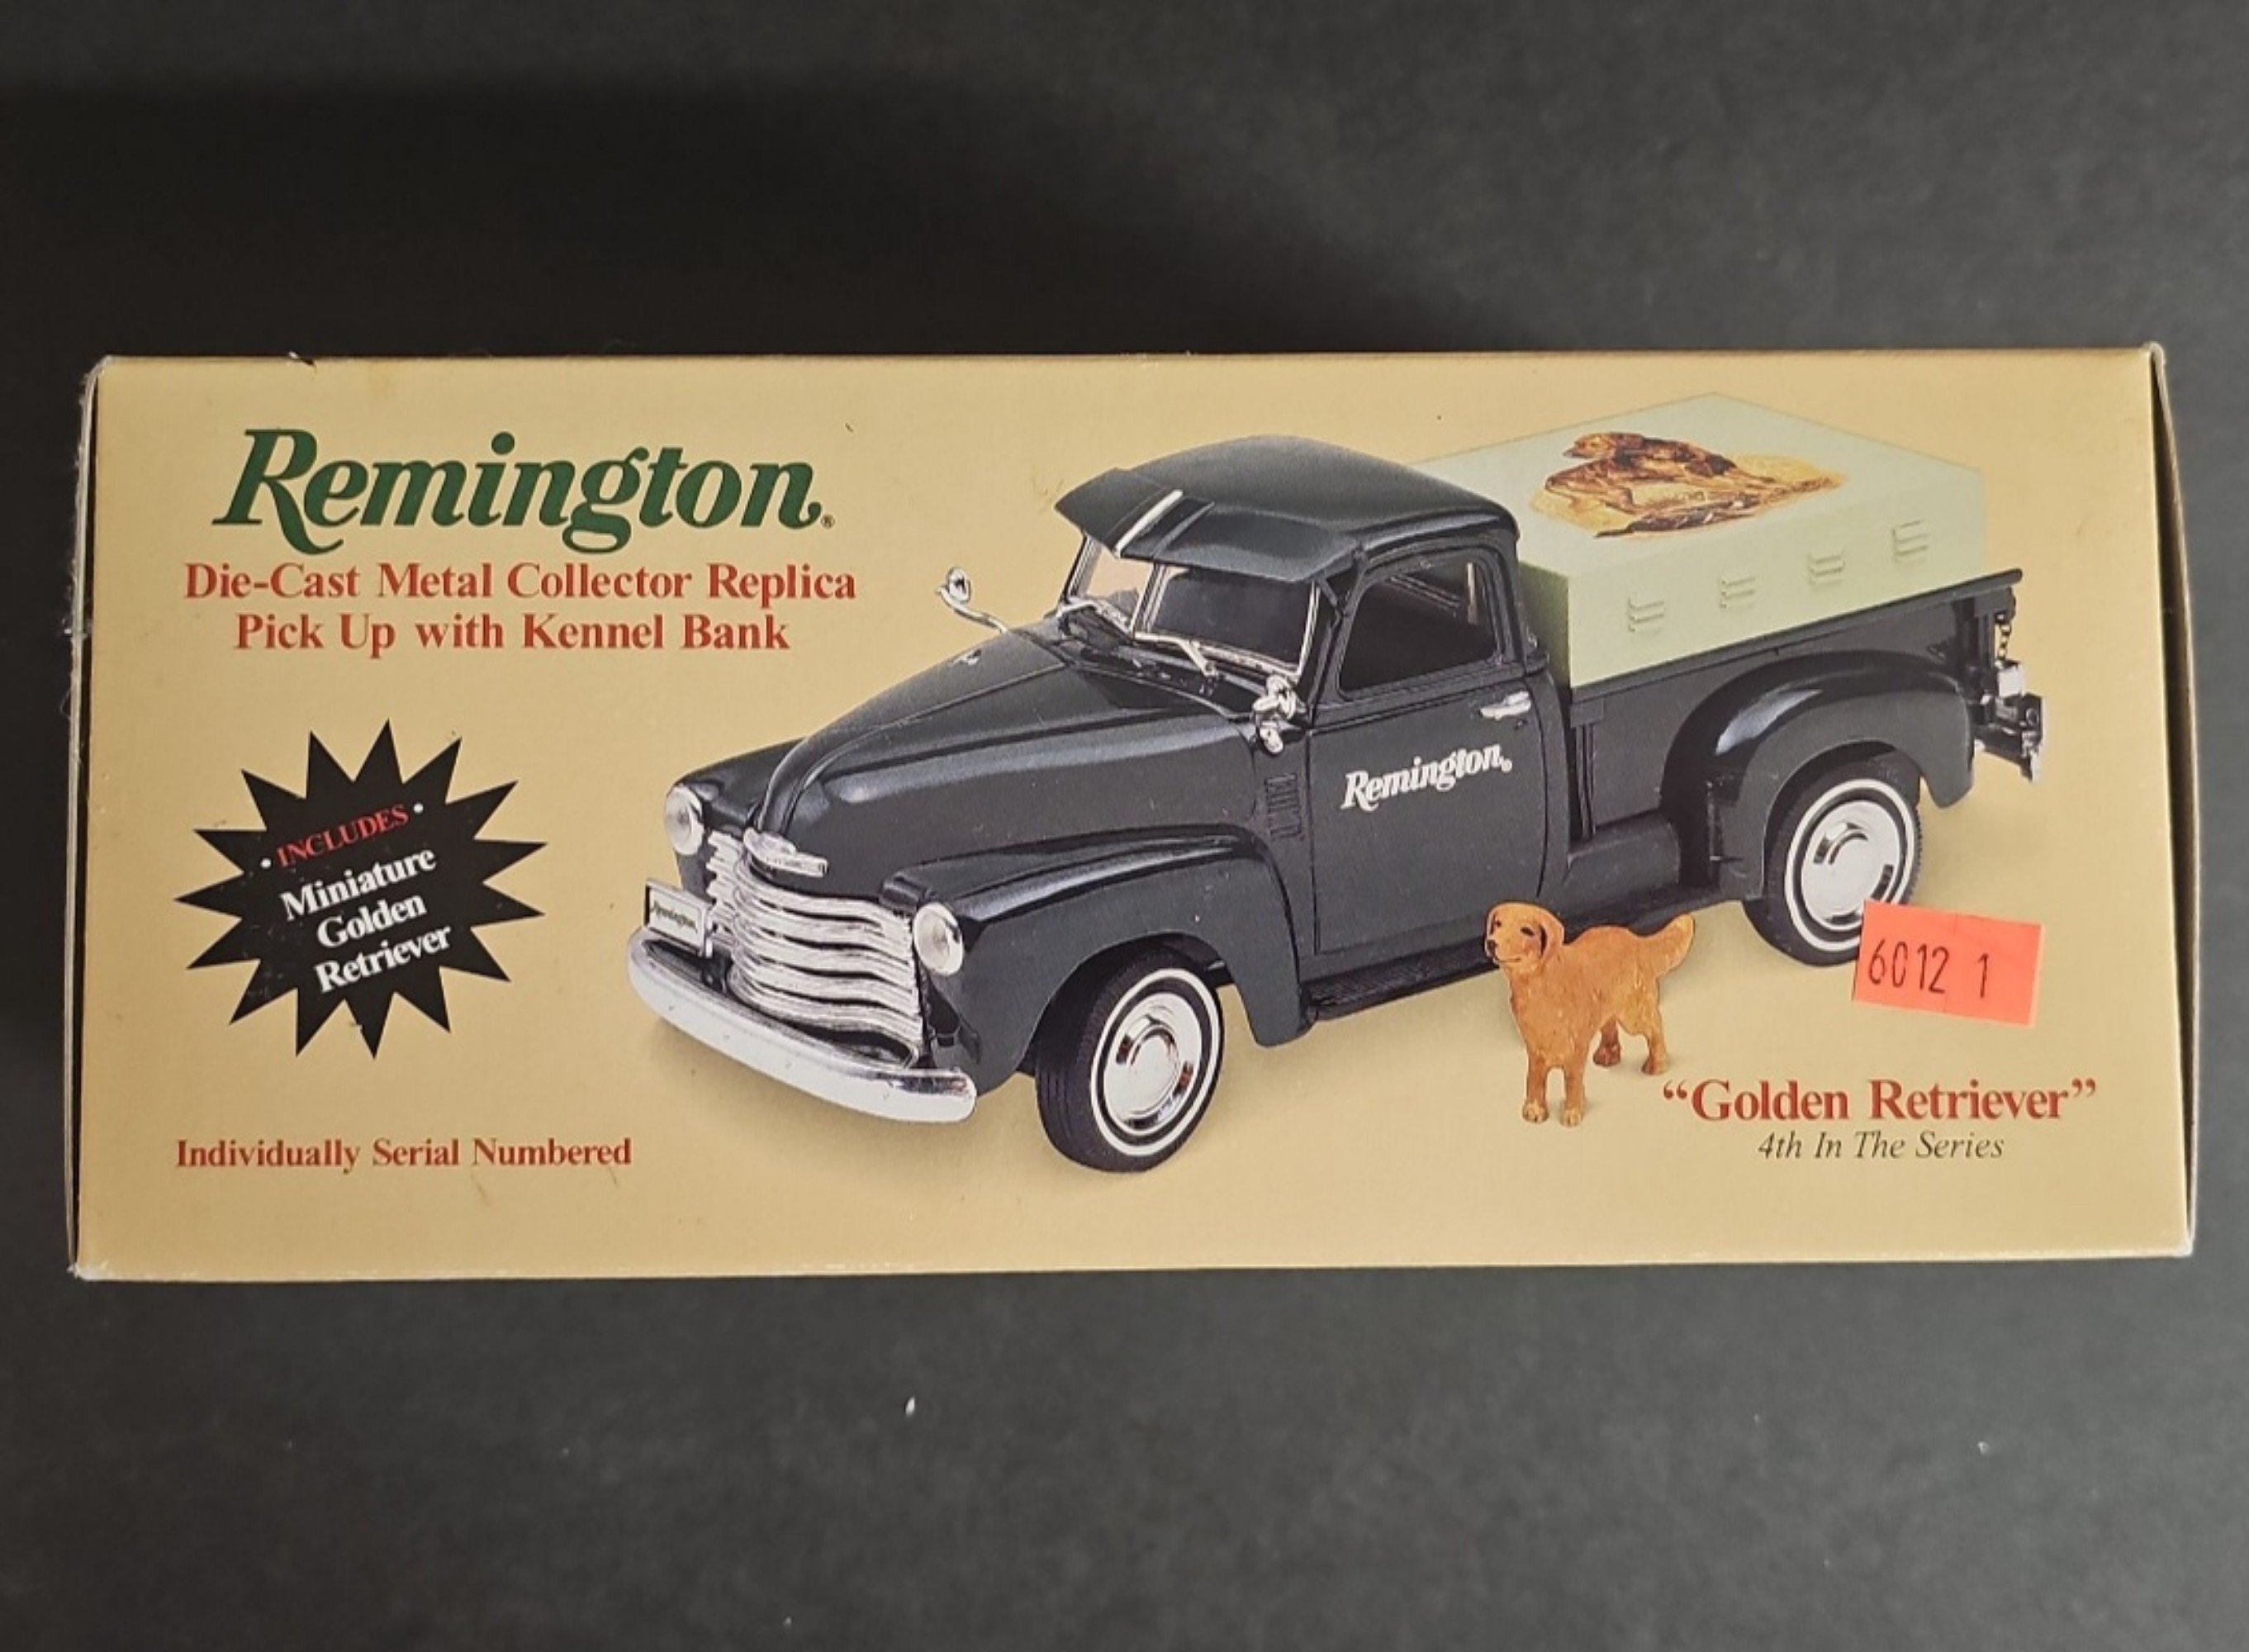 Remington®
Die-Cast Metal Collector Replica
Pick Up with Kennel Bank
• INCLUDES •
Miniature
Golden
Retriever
Individually Serial Numbered
Remington®
Remington
6012 1
“Golden Retriever”
4th In The Series